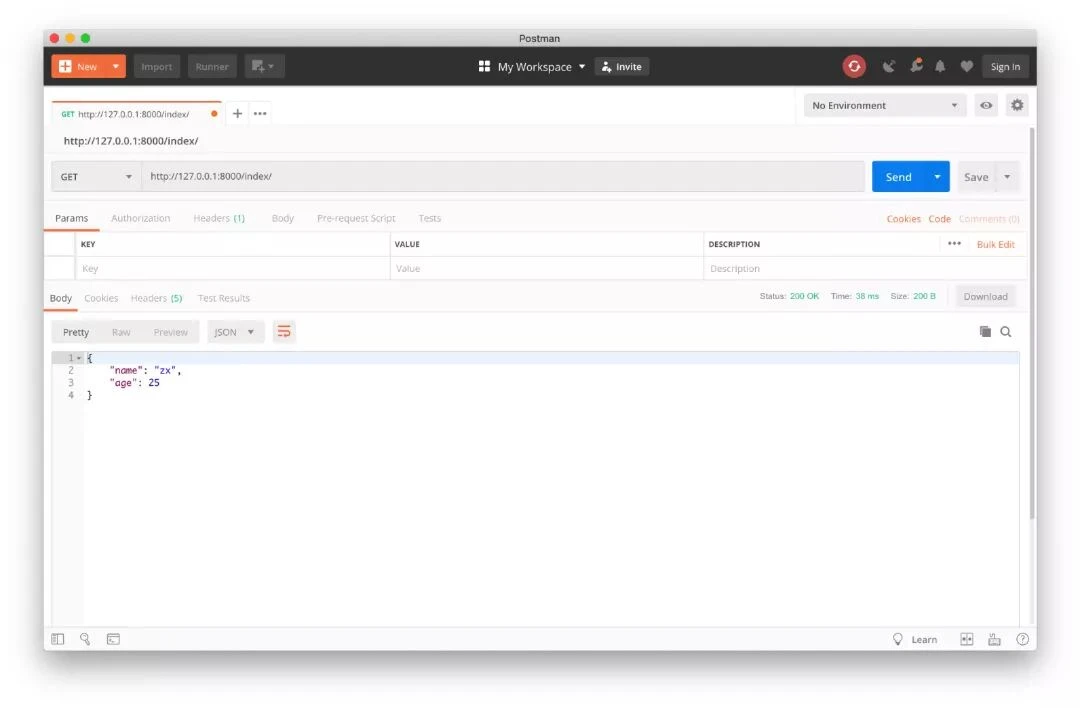 Postman
New Import Runner My Workspace Invite Sign In
GET http://127.0.0.1:8000/index/ + ••• No Environment
http://127.0.0.1:8000/index/
GET http://127.0.0.1:8000/index/ Send Save
Params Authorization Headers (1) Body Pre-request Script Tests Cookies Code Comments (0)
KEY VALUE DESCRIPTION ••• Bulk Edit
Key Value Description
Body Cookies Headers (5) Test Results Status: 200 OK Time: 38 ms Size: 200 B Download
Pretty Raw Preview JSON
1 {
2 "name": "zx",
3 "age": 25
4 }
Learn ?